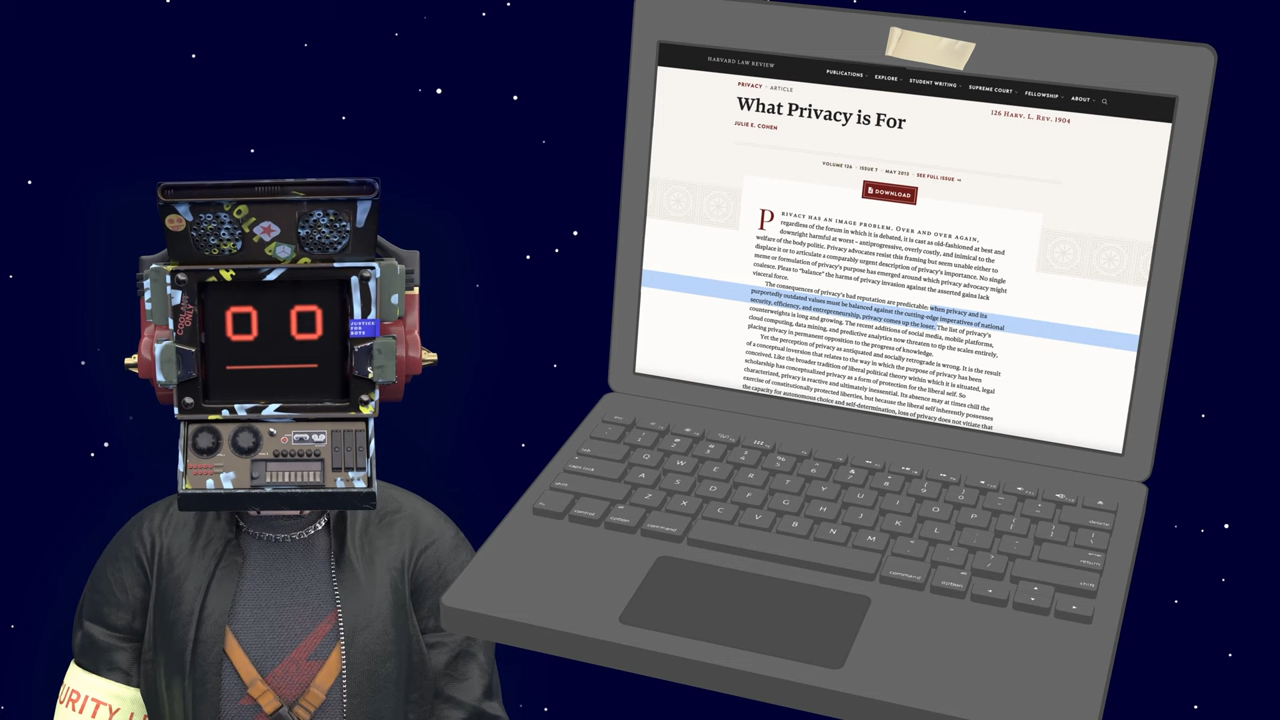 HARVARD LAW REVIEW
PUBLICATIONS EXPLORE STUDENT WRITING SUPREME COURT FELLOWSHIP ABOUT
PRIVACY · ARTICLE
126 HARV. L. REV. 1904
What Privacy is For
JULIE E. COHEN
VOLUME 126 · ISSUE 7 · MAY 2013 · SEE FULL ISSUE
DOWNLOAD
PRIVACY HAS AN IMAGE PROBLEM. OVER AND OVER AGAIN,
regardless of the forum in which it is debated, it is cast as old-fashioned at best and
downright harmful at worst – antiprogressive, overly costly, and inimical to the
welfare of the body politic. Privacy advocates resist this framing but seem unable either to
displace it or to articulate a comparably urgent description of privacy's importance. No single
meme or formulation of privacy's purpose has emerged around which privacy advocacy might
coalesce. Pleas to "balance" the harms of privacy invasion against the asserted gains lack
visceral force.
The consequences of privacy's bad reputation are predictable: when privacy and its
purportedly outdated values must be balanced against the cutting-edge imperatives of national
security, efficiency, and entrepreneurship, privacy comes up the loser. The list of privacy's
counterweights is long and growing. The recent additions of social media, mobile platforms,
cloud computing, data mining, and predictive analytics now threaten to tip the scales entirely,
placing privacy in permanent opposition to the progress of knowledge.
Yet the perception of privacy as antiquated and socially retrograde is wrong. It is the result
of a conceptual inversion that relates to the way in which the purpose of privacy has been
conceived. Like the broader tradition of liberal political theory within which it is situated, legal
scholarship has conceptualized privacy as a form of protection for the liberal self. So
characterized, privacy is reactive and ultimately inessential. Its absence may at times chill the
exercise of constitutionally protected liberties, but because the liberal self inherently possesses
the capacity for autonomous choice and self-determination, loss of privacy does not vitiate that
COOLANT ONLY
JUSTICE
FOR
BOTS
URITY
Q W E R T Y U I O P
caps lock A S D F G H J K L return
shift Z X C V B N M shift
control option command command option
tab
delete